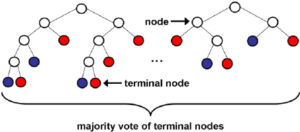 node
...
terminal node
majority vote of terminal nodes